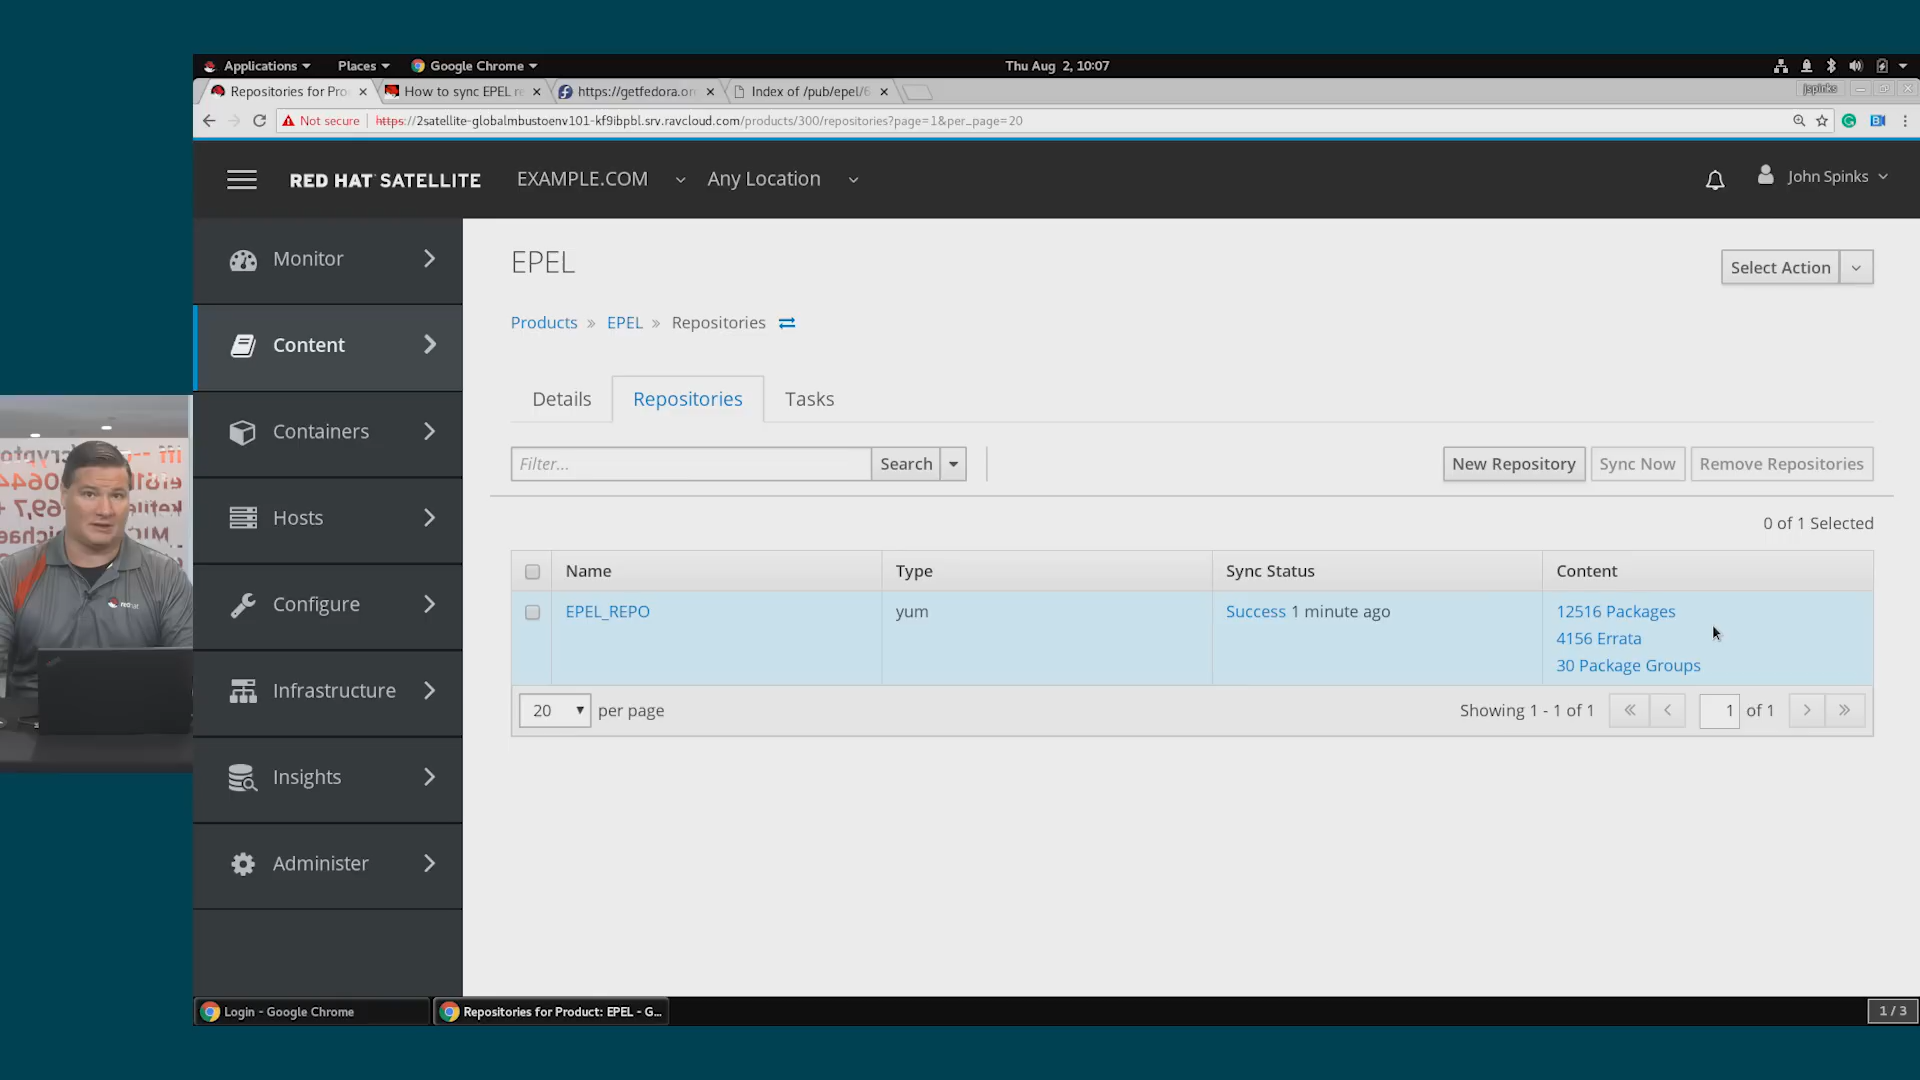 Applications Places Google Chrome Thu Aug 2, 10:07
Repositories for Pro How to sync EPEL re https://getfedora.or Index of /pub/epel/6 jspinks
Not secure https://2satellite-globalmbustoenv101-kf9ibpbl.srv.ravcloud.com/products/300/repositories?page=1&per_page=20
RED HAT SATELLITE EXAMPLE.COM Any Location John Spinks
Monitor
Content
Containers
Hosts
Configure
Infrastructure
Insights
Administer
EPEL
Select Action
Products » EPEL » Repositories
Details Repositories Tasks
Filter... Search New Repository Sync Now Remove Repositories
0 of 1 Selected
Name Type Sync Status Content
EPEL_REPO yum Success 1 minute ago 12516 Packages
4156 Errata
30 Package Groups
20 per page Showing 1 - 1 of 1 1 of 1
Login - Google Chrome Repositories for Product: EPEL - G... 1 / 3